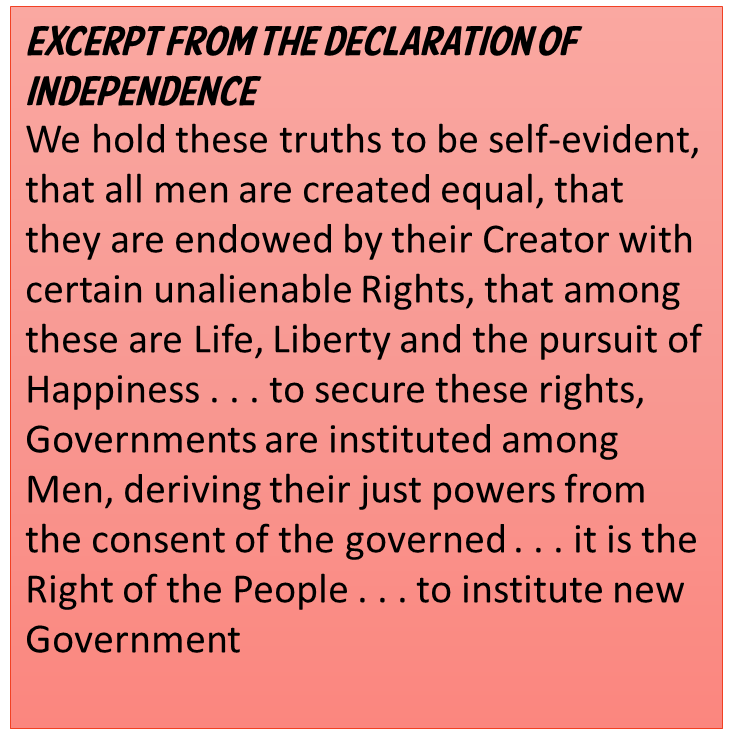 EXCERPT FROM THE DECLARATION OF
INDEPENDENCE
We hold these truths to be self-evident,
that all men are created equal, that
they are endowed by their Creator with
certain unalienable Rights, that among
these are Life, Liberty and the pursuit of
Happiness . . . to secure these rights,
Governments are instituted among
Men, deriving their just powers from
the consent of the governed . . . it is the
Right of the People . . . to institute new
Government